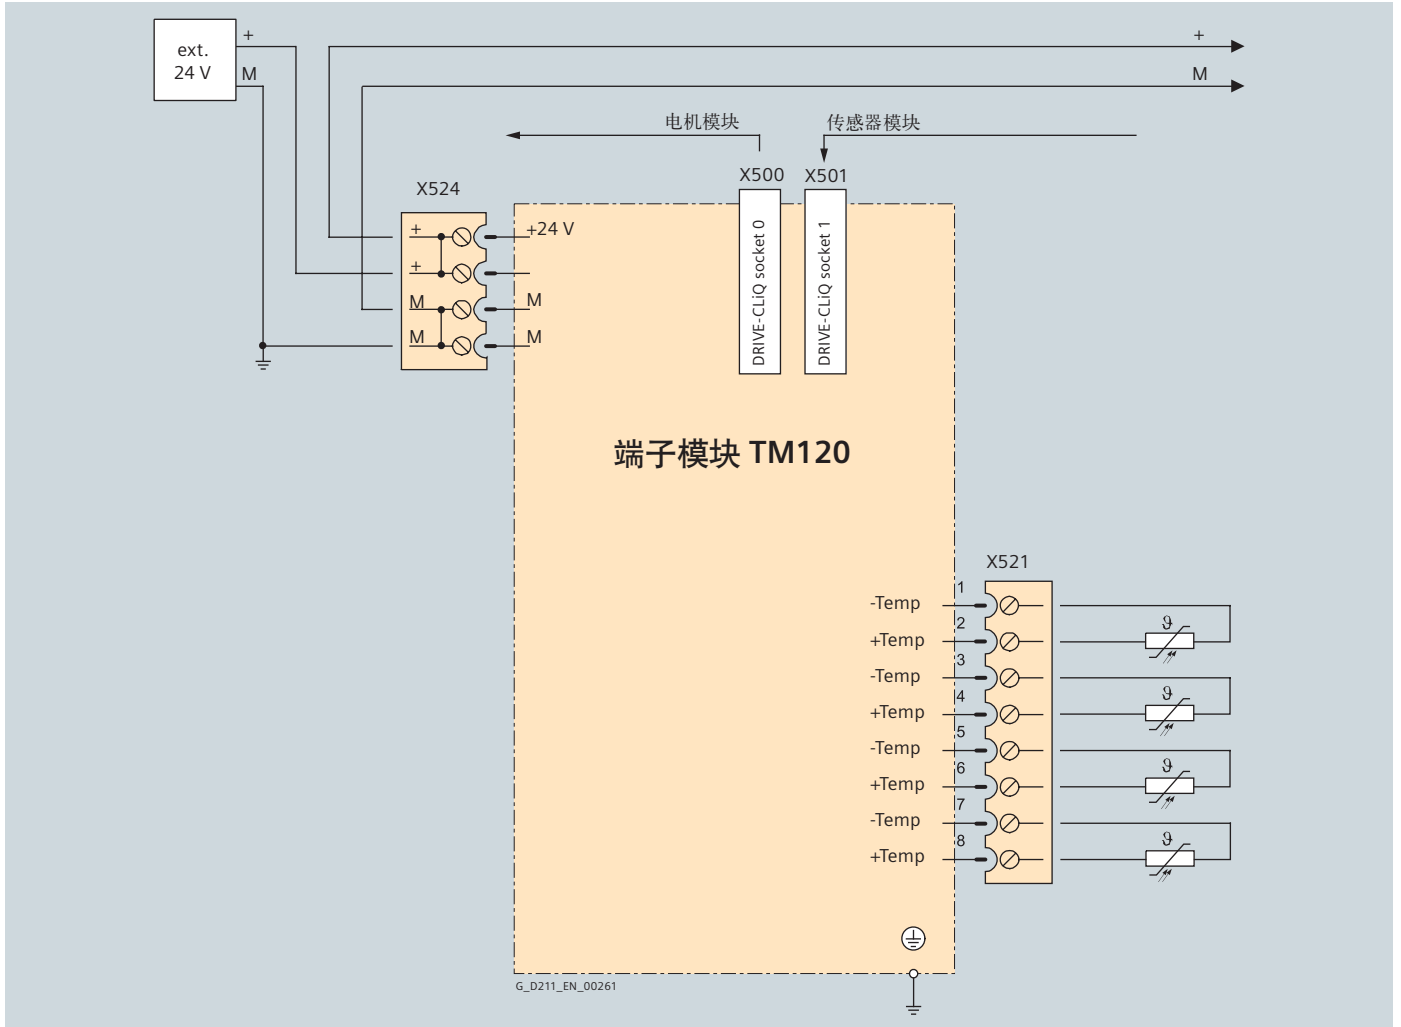 ext.
24 V
+
M
+
M
电机模块
传感器模块
X500
X501
X524
+
+
M
M
+24 V
M
M
DRIVE-CLiQ socket 0
DRIVE-CLiQ socket 1
端子模块 TM120
X521
-Temp 1
+Temp 2
-Temp 3
+Temp 4
-Temp 5
+Temp 6
-Temp 7
+Temp 8
ϑ
ϑ
ϑ
ϑ
G_D211_EN_00261